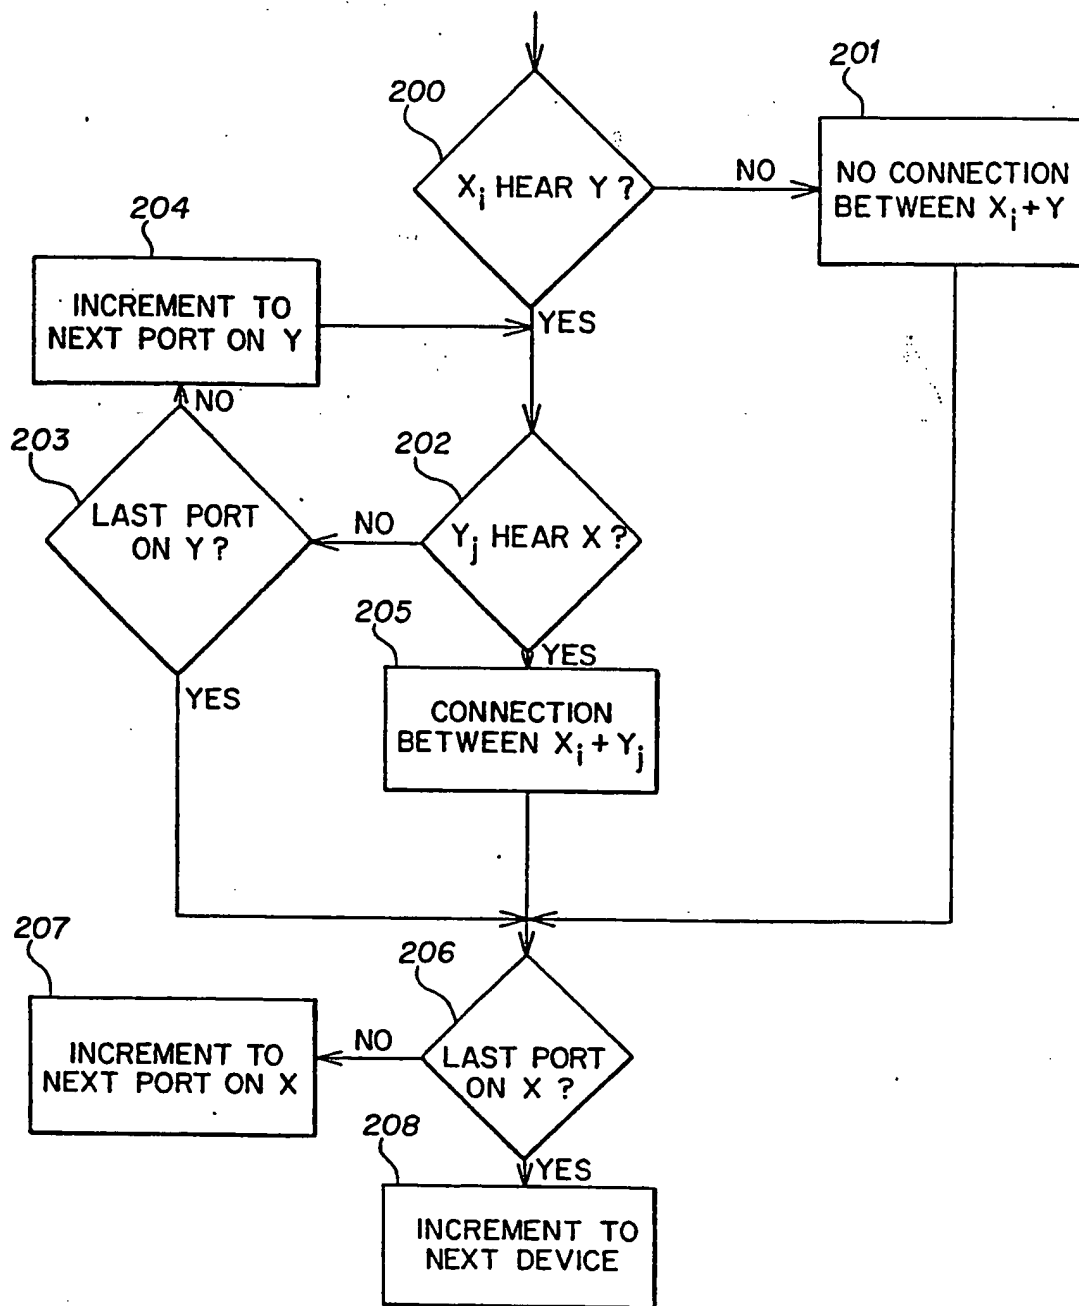 200
X_i HEAR Y ?
NO
201
NO CONNECTION
BETWEEN X_i + Y
YES
204
INCREMENT TO
NEXT PORT ON Y
NO
203
LAST PORT
ON Y ?
NO
202
Y_j HEAR X ?
YES
YES
205
CONNECTION
BETWEEN X_i + Y_j
207
INCREMENT TO
NEXT PORT ON X
NO
206
LAST PORT
ON X ?
YES
208
INCREMENT TO
NEXT DEVICE